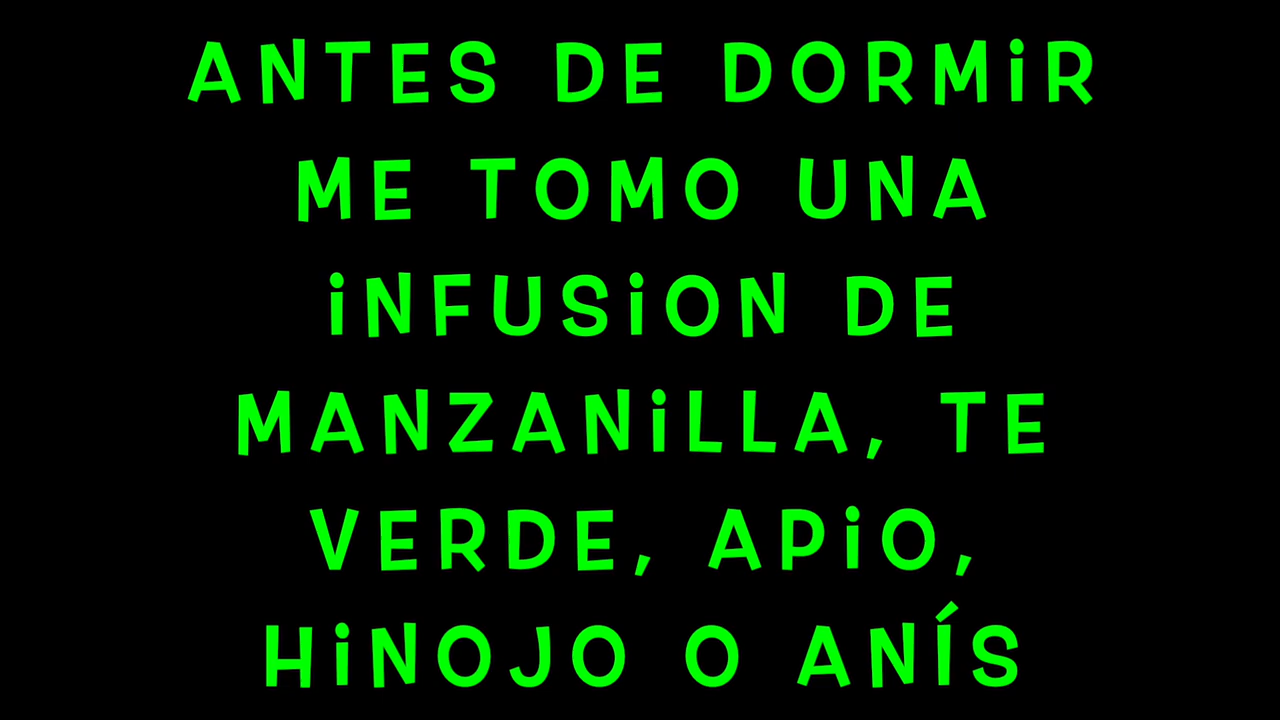 ANTES DE DORMiR
ME TOMO UNA
iNFUSiON DE
MANZANiLLA, TE
VERDE, APiO,
HiNOJO O ANÍS